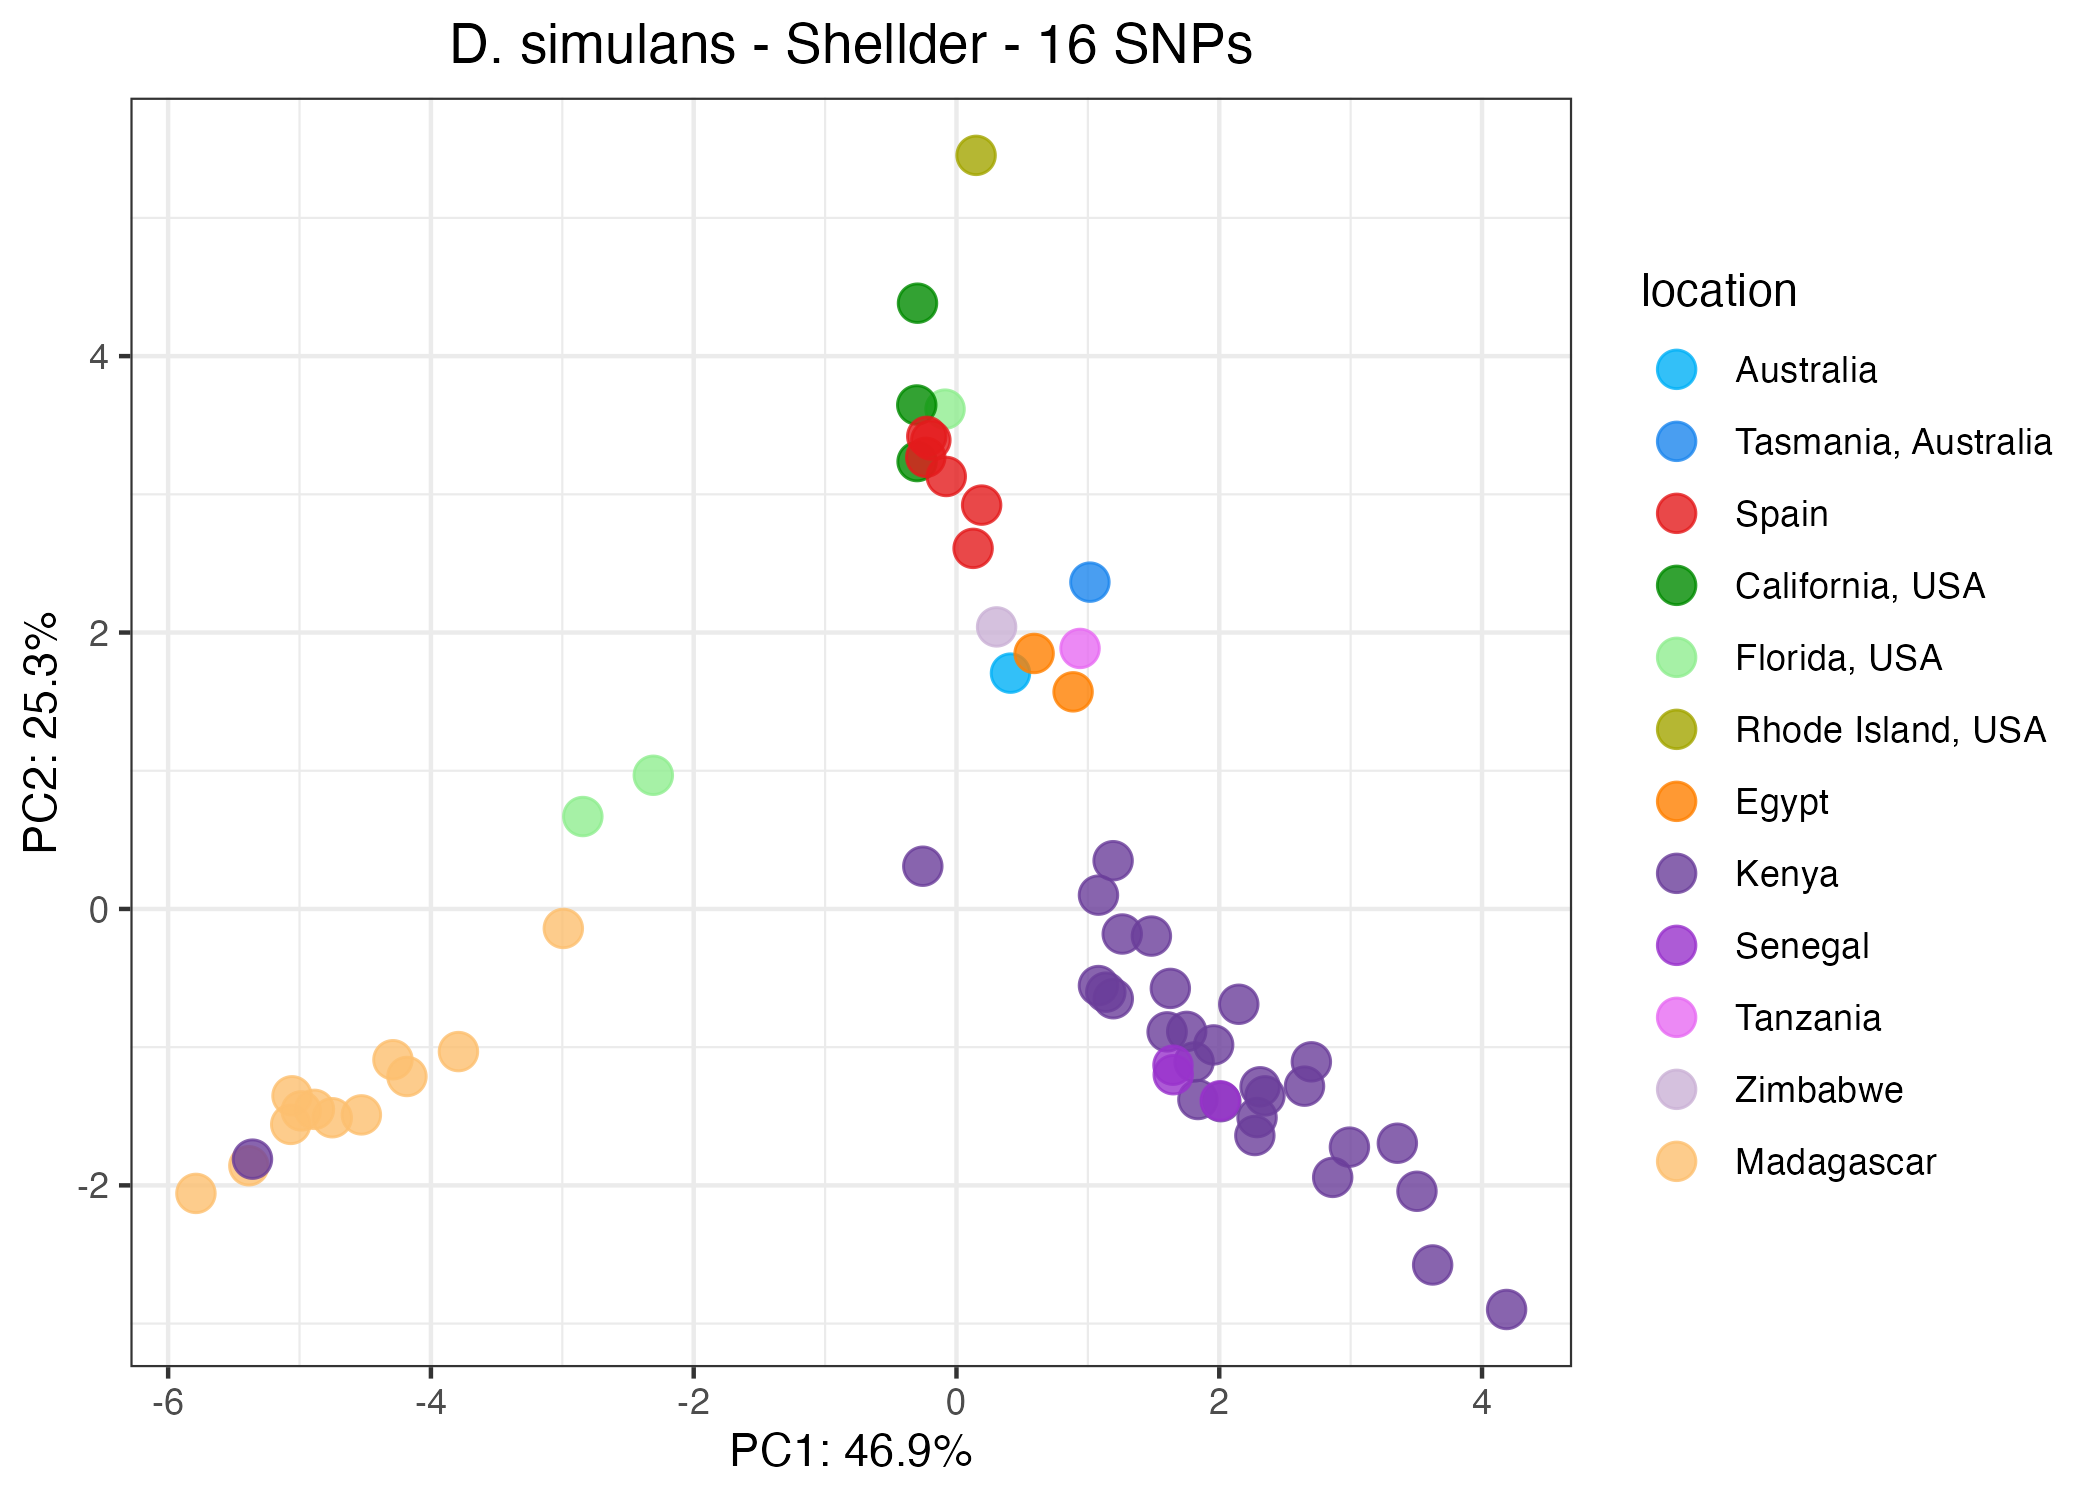 D. simulans - Shellder - 16 SNPs
PC2: 25.3%
4
2
0
-2
-6
-4
-2
0
2
4
PC1: 46.9%
location
Australia
Tasmania, Australia
Spain
California, USA
Florida, USA
Rhode Island, USA
Egypt
Kenya
Senegal
Tanzania
Zimbabwe
Madagascar